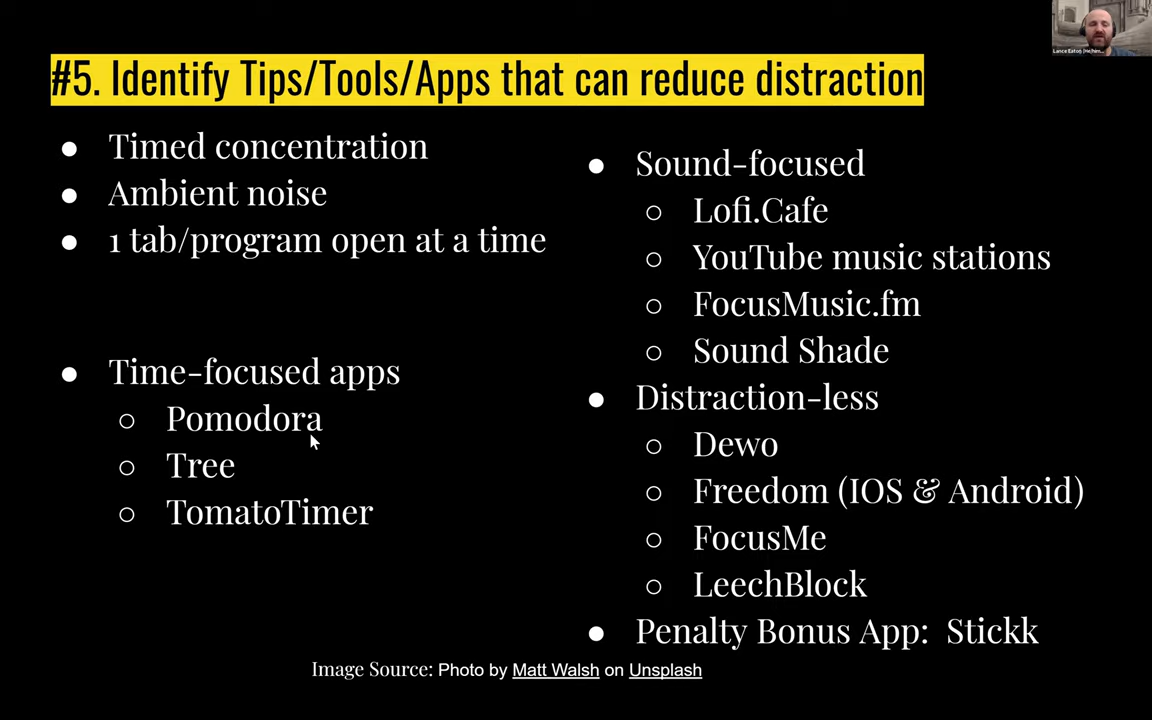 #5. Identify Tips/Tools/Apps that can reduce distraction
● Timed concentration
● Ambient noise
● 1 tab/program open at a time
● Time-focused apps
○ Pomodora
○ Tree
○ TomatoTimer
● Sound-focused
○ Lofi.Cafe
○ YouTube music stations
○ FocusMusic.fm
○ Sound Shade
● Distraction-less
○ Dewo
○ Freedom (IOS & Android)
○ FocusMe
○ LeechBlock
● Penalty Bonus App: Stickk
Image Source: Photo by Matt Walsh on Unsplash
Lance Eaton